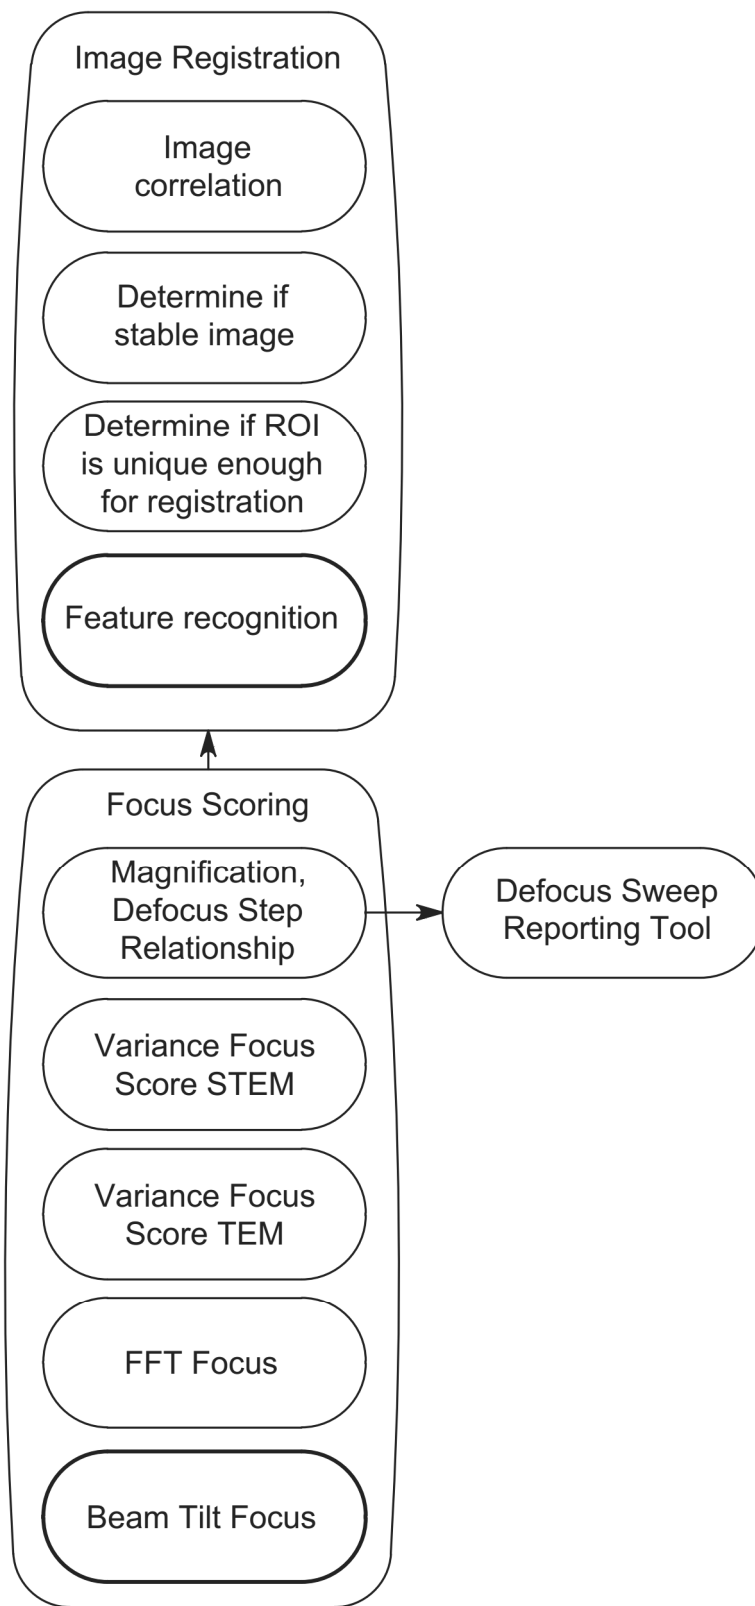 Image Registration
Image
correlation
Determine if
stable image
Determine if ROI
is unique enough
for registration
Feature recognition
Focus Scoring
Magnification,
Defocus Step
Relationship
Defocus Sweep
Reporting Tool
Variance Focus
Score STEM
Variance Focus
Score TEM
FFT Focus
Beam Tilt Focus